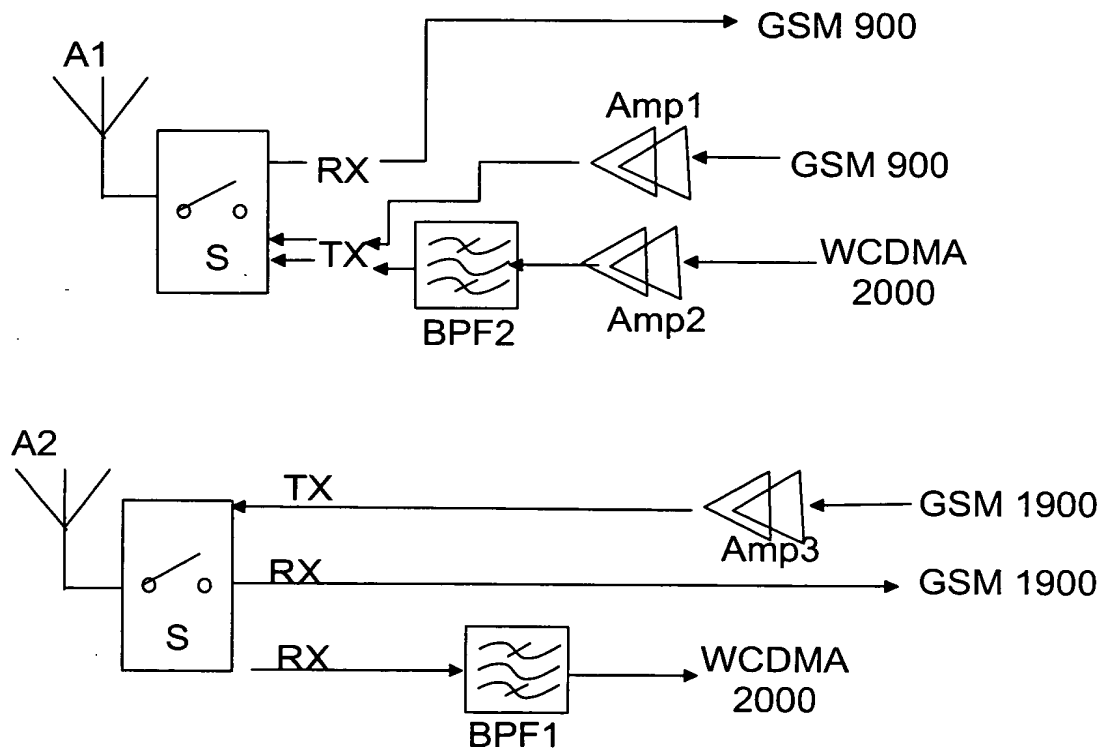 GSM 900
A1
Amp1
RX
GSM 900
S
TX
WCDMA
2000
BPF2
Amp2
A2
TX
GSM 1900
Amp3
RX
GSM 1900
S
RX
WCDMA
2000
BPF1